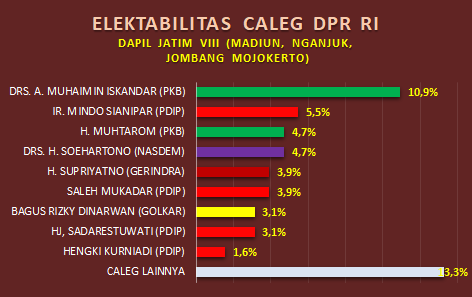 ELEKTABILITAS CALEG DPR RI
DAPIL JATIM VIII (MADIUN, NGANJUK,
JOMBANG MOJOKERTO)
DRS. A. MUHAIMIN ISKANDAR (PKB) 10,9%
IR. MINDO SIANIPAR (PDIP) 5,5%
H. MUHTAROM (PKB) 4,7%
DRS. H. SOEHARTONO (NASDEM) 4,7%
H. SUPRIYATNO (GERINDRA) 3,9%
SALEH MUKADAR (PDIP) 3,9%
BAGUS RIZKY DINARWAN (GOLKAR) 3,1%
HJ, SADARESTUWATI (PDIP) 3,1%
HENGKI KURNIADI (PDIP) 1,6%
CALEG LAINNYA 13,3%